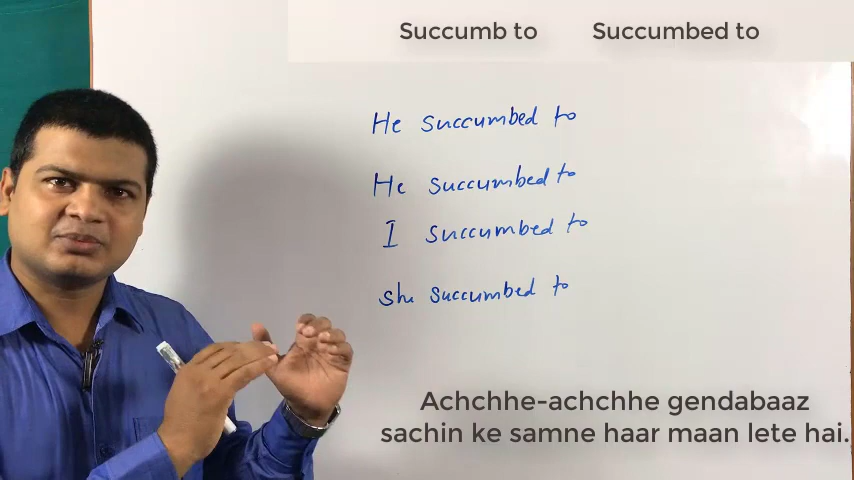 Succumb to Succumbed to
He succumbed to
He succumbed to
I succumbed to
she succumbed to
Achchhe-achchhe gendabaaz
sachin ke samne haar maan lete hai.